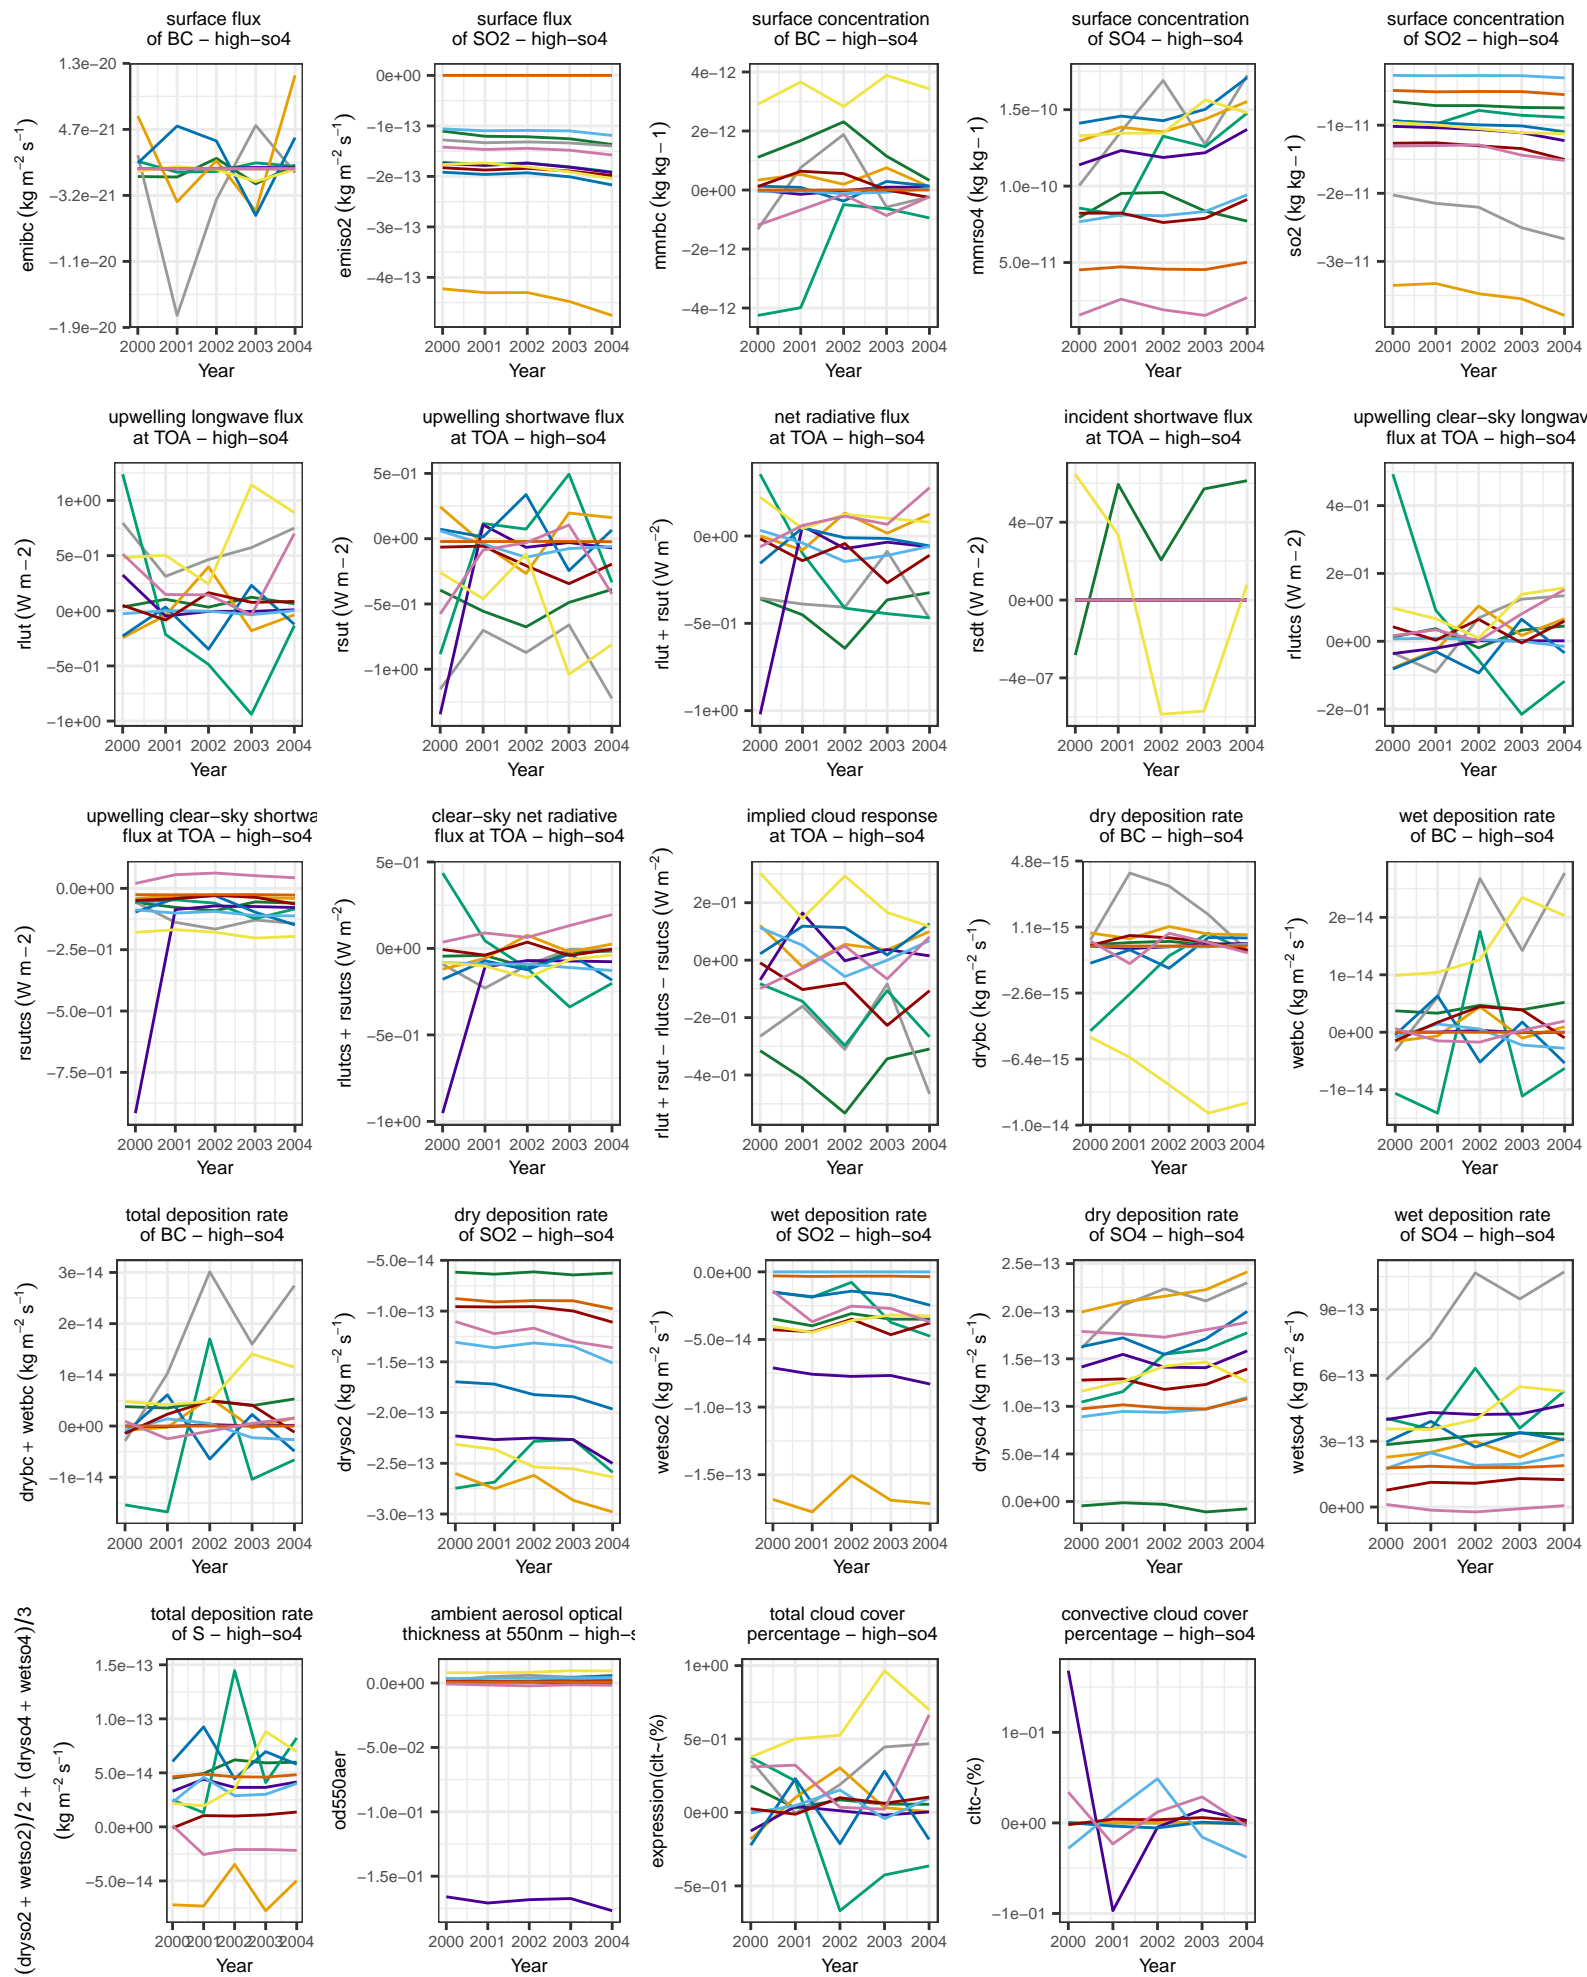 surface flux
of BC − high−so4
surface flux
of SO2 − high−so4
surface concentration
of BC − high−so4
surface concentration
of SO4 − high−so4
surface concentration
of SO2 − high−so4
emibc (kg m−2 s−1)
1.3e−20
4.7e−21
−3.2e−21
−1.1e−20
−1.9e−20
2000 2001 2002 2003 2004
Year
emiso2 (kg m−2 s−1)
0e+00
−1e−13
−2e−13
−3e−13
−4e−13
2000 2001 2002 2003 2004
Year
mmrbc (kg kg − 1)
4e−12
2e−12
0e+00
−2e−12
−4e−12
2000 2001 2002 2003 2004
Year
mmrso4 (kg kg − 1)
1.5e−10
1.0e−10
5.0e−11
2000 2001 2002 2003 2004
Year
so2 (kg kg − 1)
−1e−11
−2e−11
−3e−11
2000 2001 2002 2003 2004
Year
upwelling longwave flux
at TOA − high−so4
upwelling shortwave flux
at TOA − high−so4
net radiative flux
at TOA − high−so4
incident shortwave flux
at TOA − high−so4
upwelling clear−sky longwav
flux at TOA − high−so4
rlut (W m − 2)
1e+00
5e−01
0e+00
−5e−01
−1e+00
2000 2001 2002 2003 2004
Year
rsut (W m − 2)
5e−01
0e+00
−5e−01
−1e+00
2000 2001 2002 2003 2004
Year
rlut + rsut (W m−2)
0e+00
−5e−01
−1e+00
2000 2001 2002 2003 2004
Year
rsdt (W m − 2)
4e−07
0e+00
−4e−07
2000 2001 2002 2003 2004
Year
rlutcs (W m − 2)
4e−01
2e−01
0e+00
−2e−01
2000 2001 2002 2003 2004
Year
upwelling clear−sky shortwa
flux at TOA − high−so4
clear−sky net radiative
flux at TOA − high−so4
implied cloud response
at TOA − high−so4
dry deposition rate
of BC − high−so4
wet deposition rate
of BC − high−so4
rsutcs (W m − 2)
0.0e+00
−2.5e−01
−5.0e−01
−7.5e−01
2000 2001 2002 2003 2004
Year
rlutcs + rsutcs (W m−2)
5e−01
0e+00
−5e−01
−1e+00
2000 2001 2002 2003 2004
Year
rlut + rsut − rlutcs − rsutcs (W m−2)
2e−01
0e+00
−2e−01
−4e−01
2000 2001 2002 2003 2004
Year
drybc (kg m−2 s−1)
4.8e−15
1.1e−15
−2.6e−15
−6.4e−15
−1.0e−14
2000 2001 2002 2003 2004
Year
wetbc (kg m−2 s−1)
2e−14
1e−14
0e+00
−1e−14
2000 2001 2002 2003 2004
Year
total deposition rate
of BC − high−so4
dry deposition rate
of SO2 − high−so4
wet deposition rate
of SO2 − high−so4
dry deposition rate
of SO4 − high−so4
wet deposition rate
of SO4 − high−so4
drybc + wetbc (kg m−2 s−1)
3e−14
2e−14
1e−14
0e+00
−1e−14
2000 2001 2002 2003 2004
Year
dryso2 (kg m−2 s−1)
−5.0e−14
−1.0e−13
−1.5e−13
−2.0e−13
−2.5e−13
−3.0e−13
2000 2001 2002 2003 2004
Year
wetso2 (kg m−2 s−1)
0.0e+00
−5.0e−14
−1.0e−13
−1.5e−13
2000 2001 2002 2003 2004
Year
dryso4 (kg m−2 s−1)
2.5e−13
2.0e−13
1.5e−13
1.0e−13
5.0e−14
0.0e+00
2000 2001 2002 2003 2004
Year
wetso4 (kg m−2 s−1)
9e−13
6e−13
3e−13
0e+00
2000 2001 2002 2003 2004
Year
total deposition rate
of S − high−so4
ambient aerosol optical
thickness at 550nm − high−s
total cloud cover
percentage − high−so4
convective cloud cover
percentage − high−so4
(dryso2 + wetso2)/2 + (dryso4 + wetso4)/3
(kg m−2 s−1)
1.5e−13
1.0e−13
5.0e−14
0.0e+00
−5.0e−14
2000 2001 2002 2003 2004
Year
od550aer
0.0e+00
−5.0e−02
−1.0e−01
−1.5e−01
2000 2001 2002 2003 2004
Year
expression(clt~(%)
1e+00
5e−01
0e+00
−5e−01
2000 2001 2002 2003 2004
Year
cltc~(%)
1e−01
0e+00
−1e−01
2000 2001 2002 2003 2004
Year